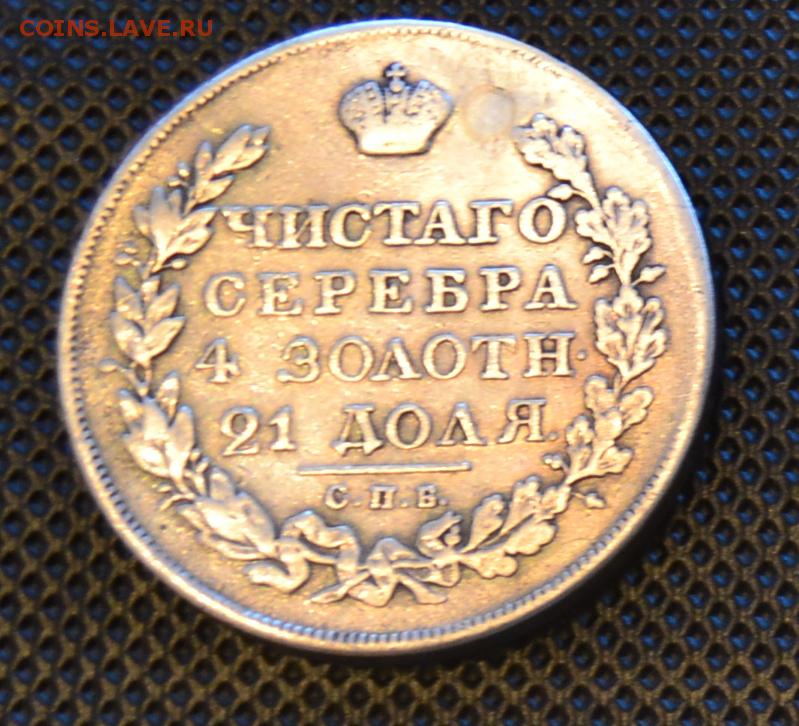 COINS.LAVE.RU
ЧИСТАГО
СЕРЕБРА
4 ЗОЛОТН.
21 ДОЛЯ.
С.П.Б.